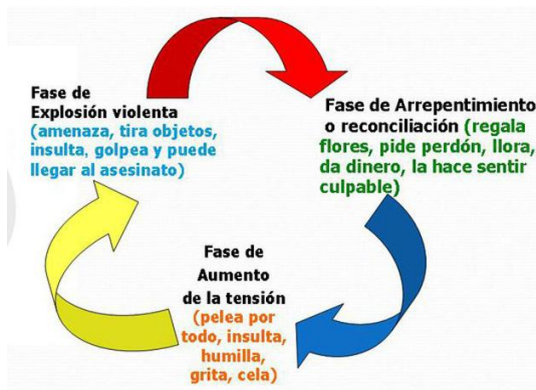 Fase de
Explosión violenta
(amenaza, tira objetos,
insulta, golpea y puede
llegar al asesinato)
Fase de Arrepentimiento
o reconciliación (regala
flores, pide perdón, llora,
da dinero, la hace sentir
culpable)
Fase de
Aumento
de la tensión
(pelea por
todo, insulta,
humilla,
grita, cela)